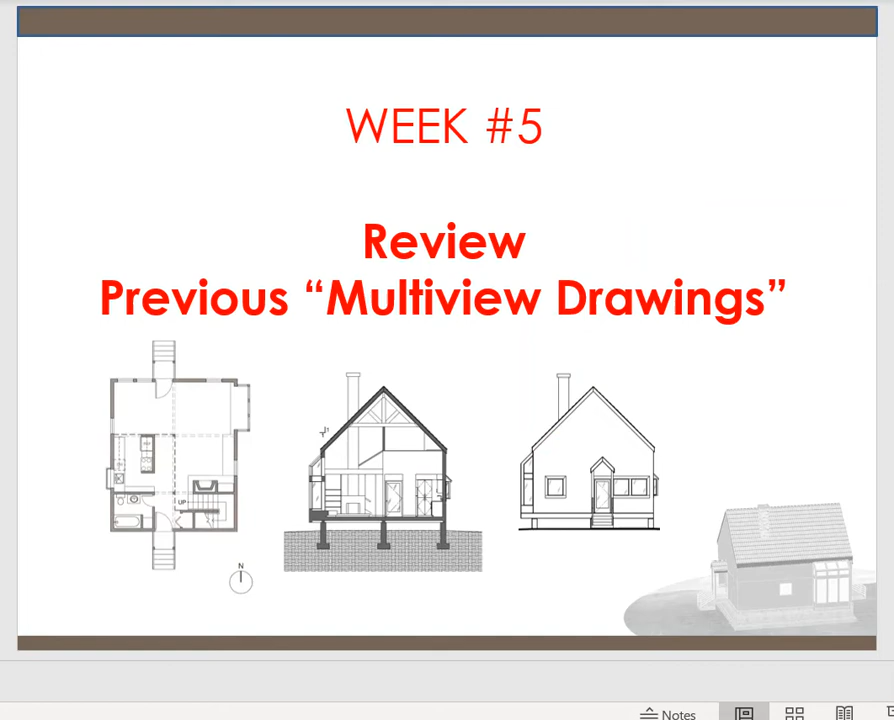 WEEK #5
Review
Previous “Multiview Drawings”
UP
N
Notes